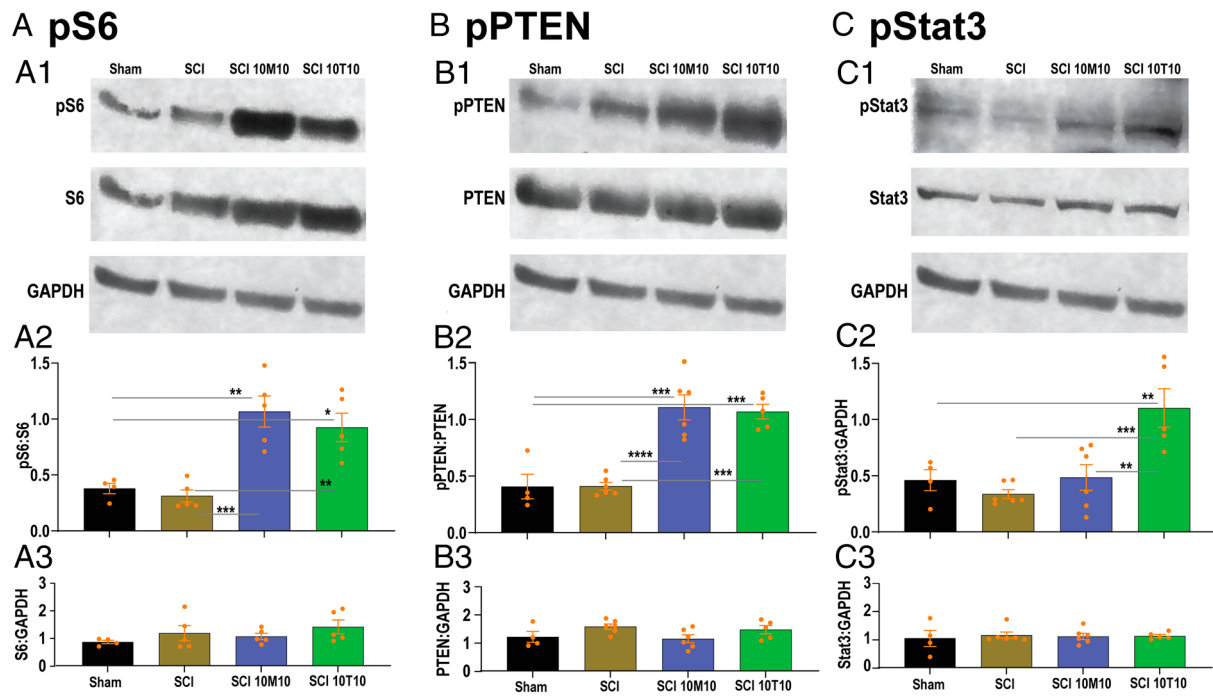 A pS6
B pPTEN
C pStat3
A1
Sham SCI SCI 10M10 SCI 10T10
pS6
S6
GAPDH
B1
Sham SCI SCI 10M10 SCI 10T10
pPTEN
PTEN
GAPDH
C1
Sham SCI SCI 10M10 SCI 10T10
pStat3
Stat3
GAPDH
A2
pS6:S6
1.5
1.0
0.5
0.0
**
*
**
***
B2
pPTEN:PTEN
1.5
1.0
0.5
0.0
***
***
****
***
C2
pStat3:GAPDH
1.5
1.0
0.5
0.0
**
***
**
A3
S6:GAPDH
3
2
1
0
Sham SCI SCI 10M10 SCI 10T10
B3
PTEN:GAPDH
3
2
1
0
Sham SCI SCI 10M10 SCI 10T10
C3
Stat3:GAPDH
3
2
1
0
Sham SCI SCI 10M10 SCI 10T10